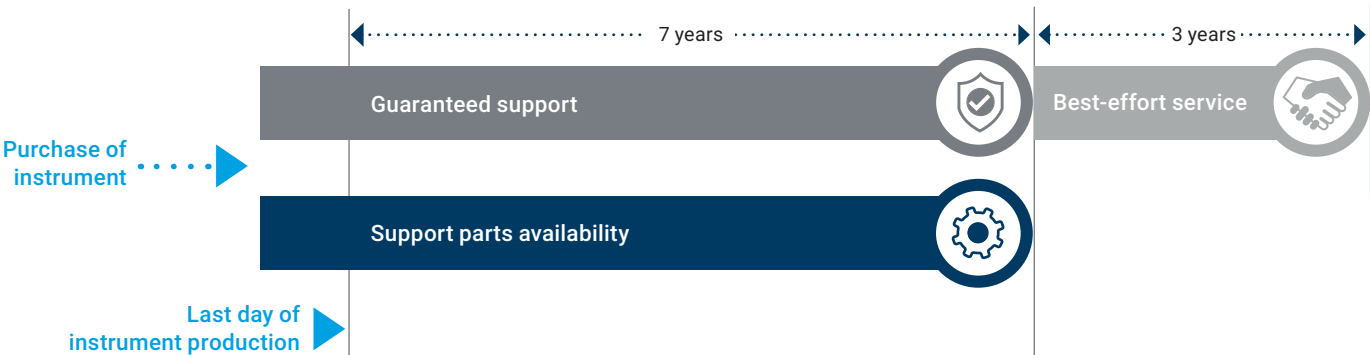 7 years
3 years
Guaranteed support
Best-effort service
Purchase of
instrument
Support parts availability
Last day of
instrument production